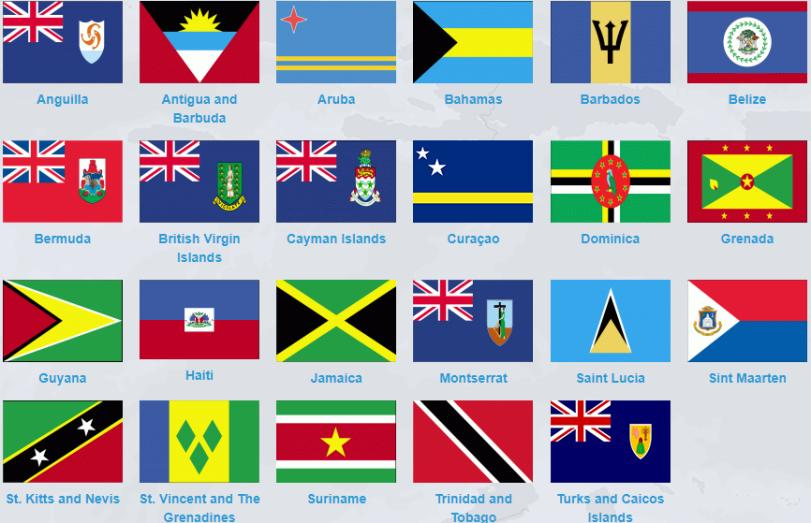 Anguilla
Antigua and
Barbuda
Aruba
Bahamas
Barbados
Belize
Bermuda
British Virgin
Islands
Cayman Islands
Curaçao
Dominica
Grenada
Guyana
Haiti
Jamaica
Montserrat
Saint Lucia
Sint Maarten
St. Kitts and Nevis
St. Vincent and The
Grenadines
Suriname
Trinidad and
Tobago
Turks and Caicos
Islands